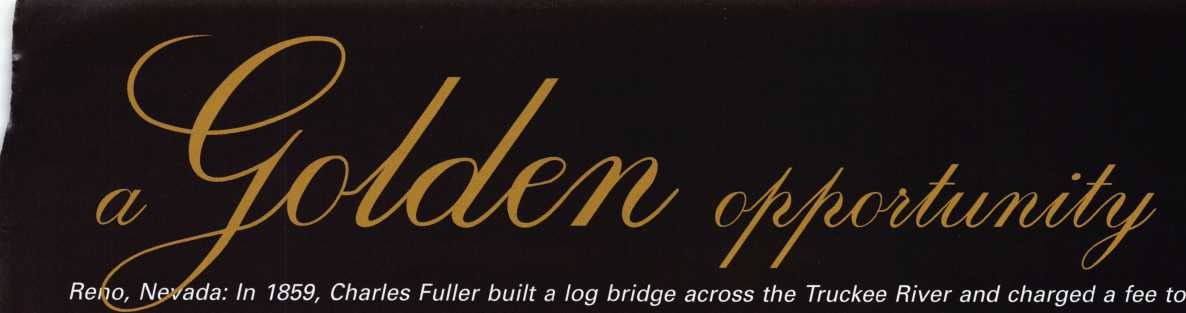 a Golden opportunity
Reno, Nevada: In 1859, Charles Fuller built a log bridge across the Truckee River and charged a fee to